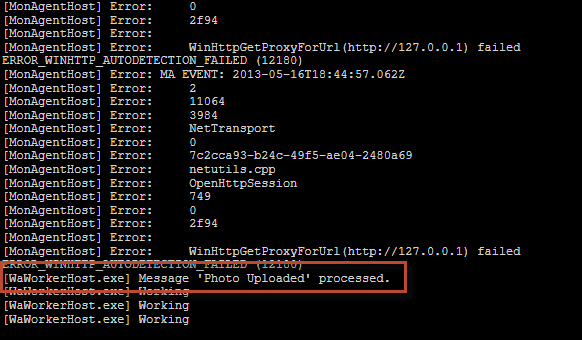 [MonAgentHost] Error:     0
[MonAgentHost] Error:     2f94
[MonAgentHost] Error:
[MonAgentHost] Error:     WinHttpGetProxyForUrl(http://127.0.0.1) failed
ERROR_WINHTTP_AUTODETECTION_FAILED (12180)
[MonAgentHost] Error: MA EVENT: 2013-05-16T18:44:57.062Z
[MonAgentHost] Error:     2
[MonAgentHost] Error:     11064
[MonAgentHost] Error:     3984
[MonAgentHost] Error:     NetTransport
[MonAgentHost] Error:     0
[MonAgentHost] Error:     7c2cca93-b24c-49f5-ae04-2480a69
[MonAgentHost] Error:     netutils.cpp
[MonAgentHost] Error:     OpenHttpSession
[MonAgentHost] Error:     749
[MonAgentHost] Error:     0
[MonAgentHost] Error:     2f94
[MonAgentHost] Error:
[MonAgentHost] Error:     WinHttpGetProxyForUrl(http://127.0.0.1) failed
ERROR_WINHTTP_AUTODETECTION_FAILED (12180)
[WaWorkerHost.exe] Message 'Photo Uploaded' processed.
[WaWorkerHost.exe] Working
[WaWorkerHost.exe] Working
[WaWorkerHost.exe] Working